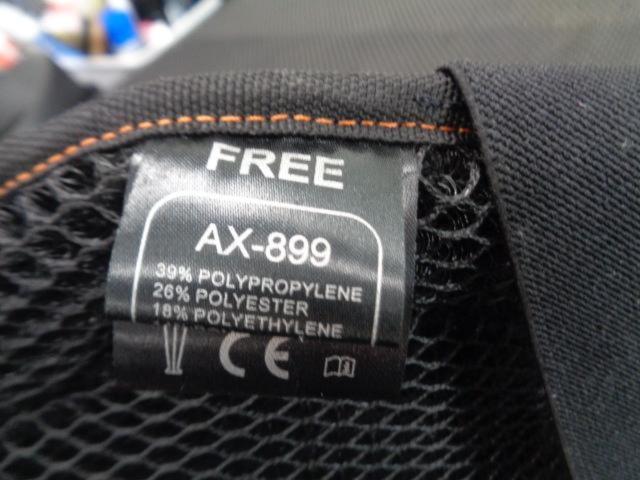 FREE
AX-899
39% POLYPROPYLENE
26% POLYESTER
18% POLYETHYLENE
CE